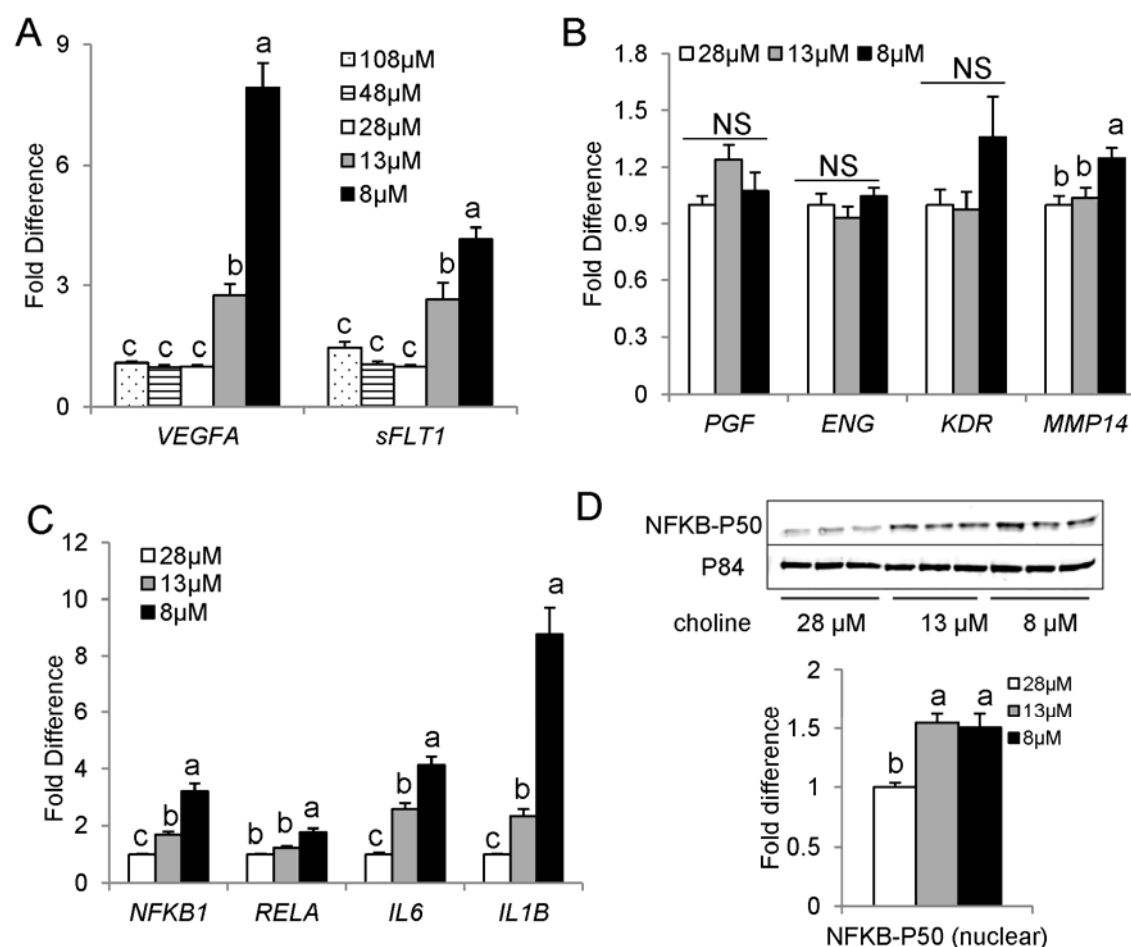 A
9
6
3
0
Fold Difference
108µM
48µM
28µM
13µM
8µM
c c c b a
c c c b a
VEGFA sFLT1
B
1.8
1.5
1.2
0.9
0.6
0.3
0
Fold Difference
28µM 13µM 8µM
NS NS NS b b a
PGF ENG KDR MMP14
C
12
10
8
6
4
2
0
Fold Difference
28µM
13µM
8µM
c b a b b a c b a c b a
NFKB1 RELA IL6 IL1B
D
NFKB-P50
P84
choline 28 µM 13 µM 8 µM
2
1.5
1
0.5
0
Fold difference
28µM
13µM
8µM
b a a
NFKB-P50 (nuclear)